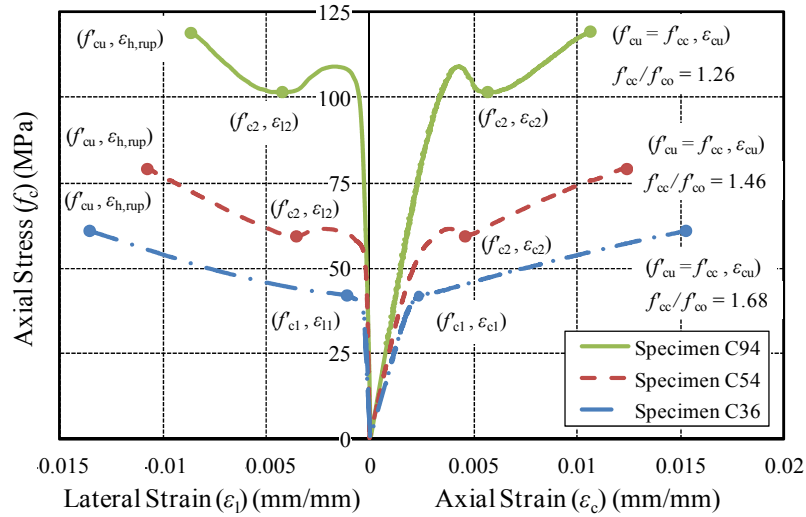 125
100
75
50
25
0
Axial Stress (fc) (MPa)
(f'cu , εh,rup)
(f'cu = f'cc , εcu)
f'cc/f'co = 1.26
(f'c2 , εl2)
(f'c2 , εc2)
(f'cu , εh,rup)
(f'cu = f'cc , εcu)
f'cc/f'co = 1.46
(f'cu , εh,rup)
(f'c2 , εl2)
(f'c2 , εc2)
(f'cu = f'cc , εcu)
f'cc/f'co = 1.68
(f'c1 , εl1)
(f'c1 , εc1)
Specimen C94
Specimen C54
Specimen C36
-0.015 -0.01 0.005 0 0.005 0.01 0.015 0.02
Lateral Strain (εl) (mm/mm) Axial Strain (εc) (mm/mm)